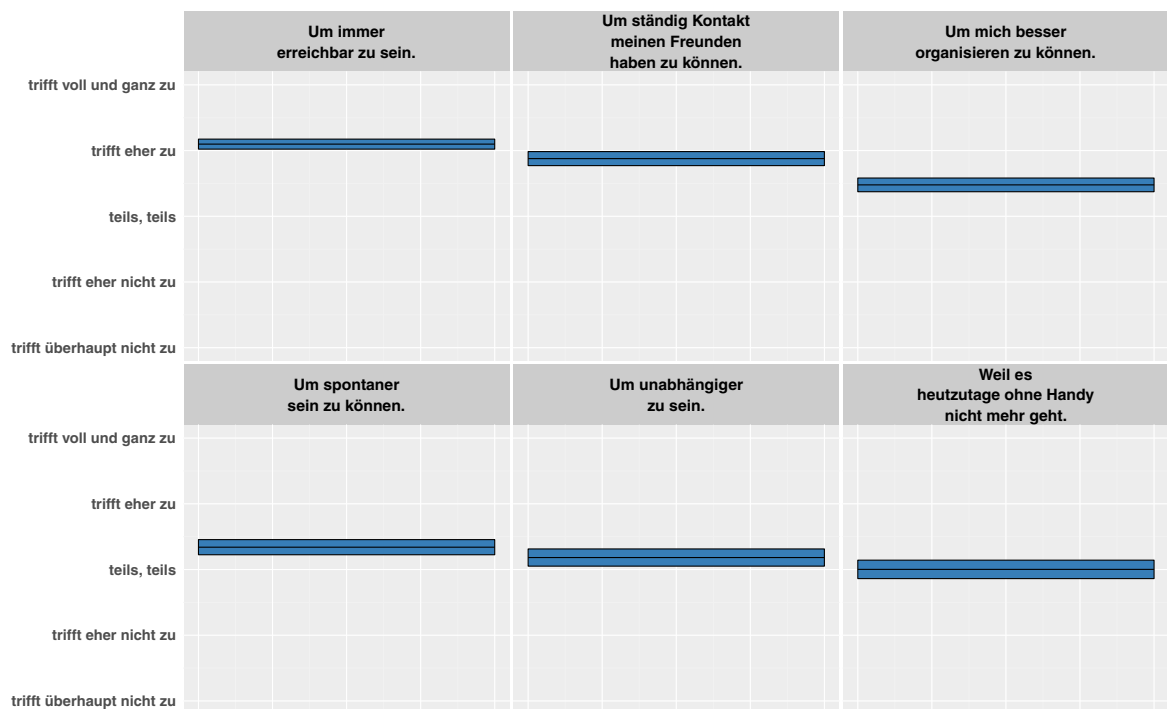 Um immer
erreichbar zu sein.
Um ständig Kontakt
meinen Freunden
haben zu können.
Um mich besser
organisieren zu können.
trifft voll und ganz zu
trifft eher zu
teils, teils
trifft eher nicht zu
trifft überhaupt nicht zu
Um spontaner
sein zu können.
Um unabhängiger
zu sein.
Weil es
heutzutage ohne Handy
nicht mehr geht.
trifft voll und ganz zu
trifft eher zu
teils, teils
trifft eher nicht zu
trifft überhaupt nicht zu